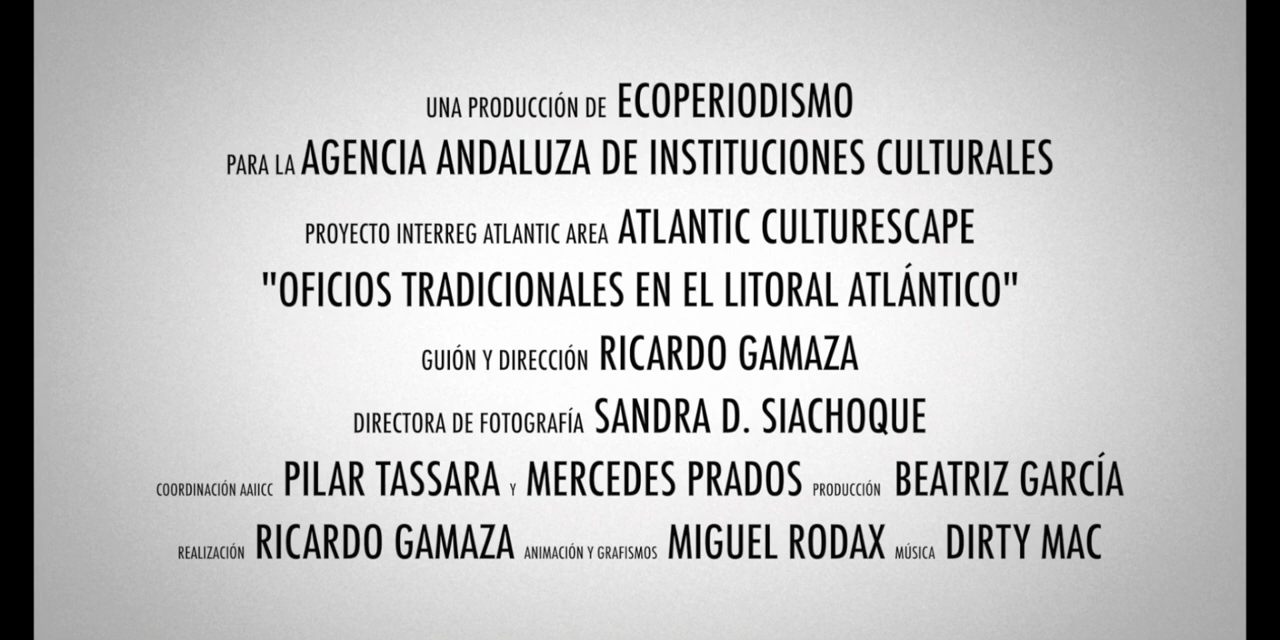 UNA PRODUCCIÓN DE ECOPERIODISMO
PARA LA AGENCIA ANDALUZA DE INSTITUCIONES CULTURALES
PROYECTO INTERREG ATLANTIC AREA ATLANTIC CULTURESCAPE
"OFICIOS TRADICIONALES EN EL LITORAL ATLÁNTICO"
GUIÓN Y DIRECCIÓN RICARDO GAMAZA
DIRECTORA DE FOTOGRAFÍA SANDRA D. SIACHOQUE
COORDINACIÓN AAIICC PILAR TASSARA Y MERCEDES PRADOS PRODUCCIÓN BEATRIZ GARCÍA
REALIZACIÓN RICARDO GAMAZA ANIMACIÓN Y GRAFISMOS MIGUEL RODAX MÚSICA DIRTY MAC